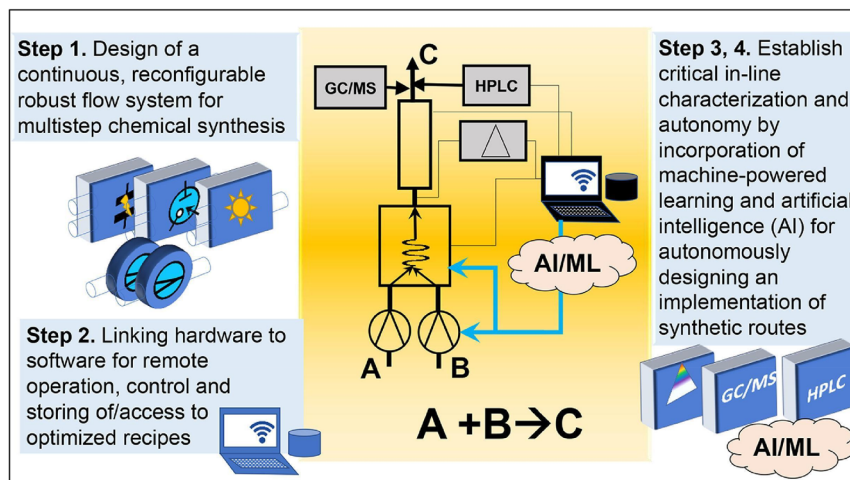 Step 1. Design of a
continuous, reconfigurable
robust flow system for
multistep chemical synthesis
Step 2. Linking hardware to
software for remote
operation, control and
storing of/access to
optimized recipes
C
GC/MS
HPLC
AI/ML
A
B
A +B→C
Step 3, 4. Establish
critical in-line
characterization and
autonomy by
incorporation of
machine-powered
learning and artificial
intelligence (AI) for
autonomously
designing an
implementation of
synthetic routes
GC/MS
HPLC
AI/ML